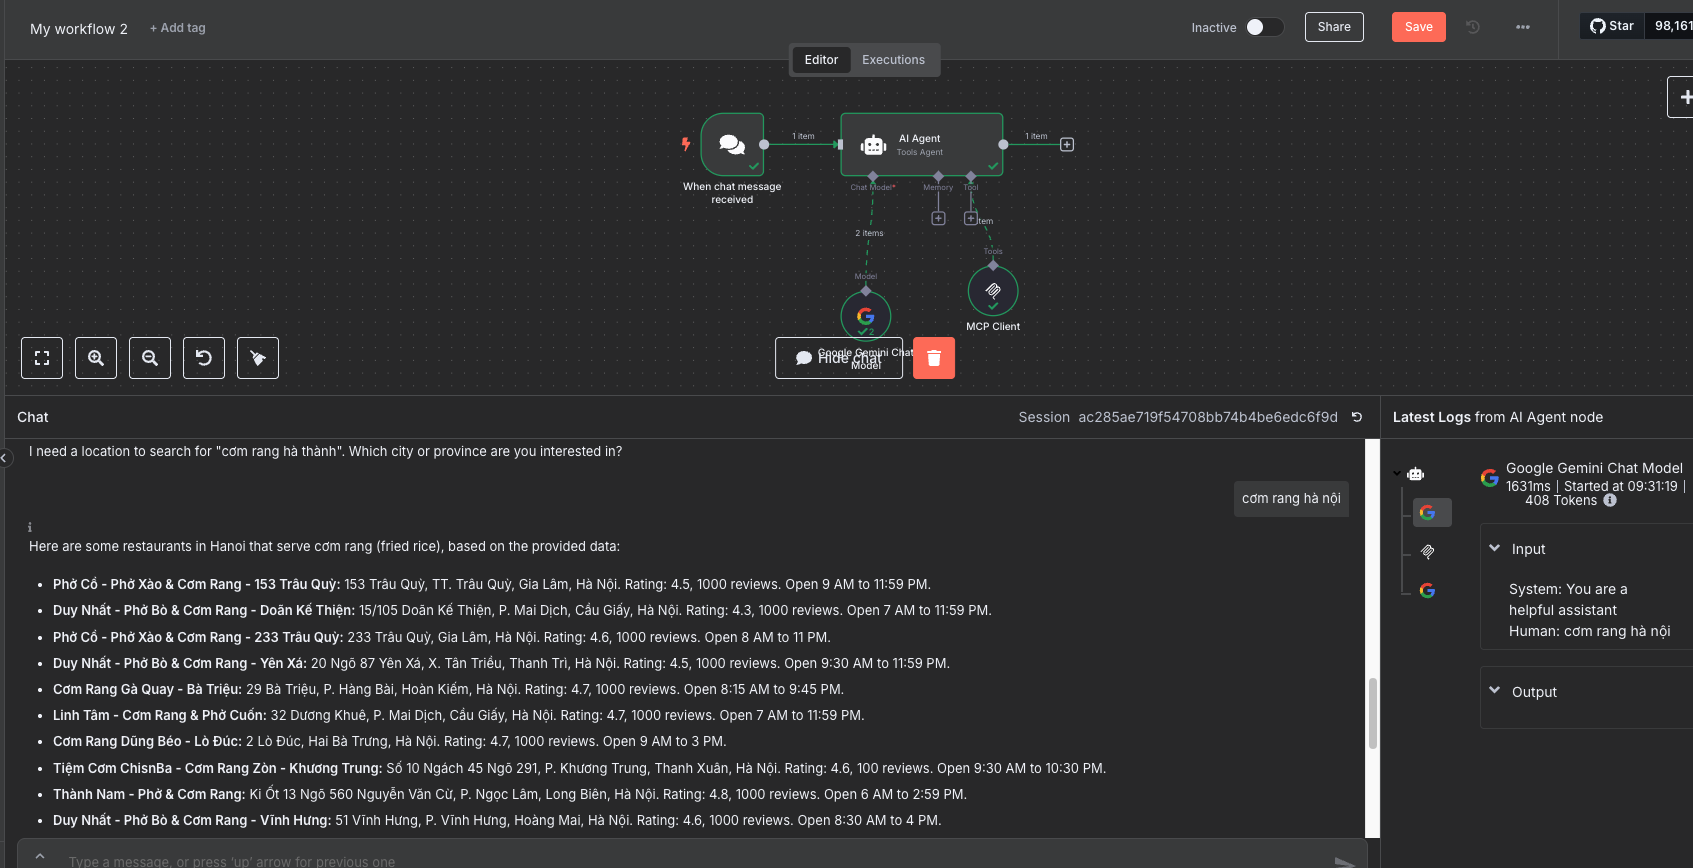 My workflow 2
+ Add tag
Inactive
Share
Save
Star
98,161
Editor
Executions
1 item
AI Agent
Tools Agent
1 item
When chat message
received
Chat Model*
Memory
Tool
2 items
item
Tools
Model
2
MCP Client
Google Gemini Chat
Model
Hide chat
Chat
Session ac285ae719f54708bb74b4be6edc6f9d
Latest Logs from AI Agent node
I need a location to search for "cơm rang hà thành". Which city or province are you interested in?
cơm rang hà nội
Here are some restaurants in Hanoi that serve cơm rang (fried rice), based on the provided data:
• Phở Cồ - Phở Xào & Cơm Rang - 153 Trâu Quỳ: 153 Trâu Quỳ, TT. Trâu Quỳ, Gia Lâm, Hà Nội. Rating: 4.5, 1000 reviews. Open 9 AM to 11:59 PM.
• Duy Nhất - Phở Bò & Cơm Rang - Doãn Kế Thiện: 15/105 Doãn Kế Thiện, P. Mai Dịch, Cầu Giấy, Hà Nội. Rating: 4.3, 1000 reviews. Open 7 AM to 11:59 PM.
• Phở Cồ - Phở Xào & Cơm Rang - 233 Trâu Quỳ: 233 Trâu Quỳ, Gia Lâm, Hà Nội. Rating: 4.6, 1000 reviews. Open 8 AM to 11 PM.
• Duy Nhất - Phở Bò & Cơm Rang - Yên Xá: 20 Ngõ 87 Yên Xá, X. Tân Triều, Thanh Trì, Hà Nội. Rating: 4.5, 1000 reviews. Open 9:30 AM to 11:59 PM.
• Cơm Rang Gà Quay - Bà Triệu: 29 Bà Triệu, P. Hàng Bài, Hoàn Kiếm, Hà Nội. Rating: 4.7, 1000 reviews. Open 8:15 AM to 9:45 PM.
• Linh Tâm - Cơm Rang & Phở Cuốn: 32 Dương Khuê, P. Mai Dịch, Cầu Giấy, Hà Nội. Rating: 4.7, 1000 reviews. Open 7 AM to 11:59 PM.
• Cơm Rang Dũng Béo - Lò Đúc: 2 Lò Đúc, Hai Bà Trưng, Hà Nội. Rating: 4.7, 1000 reviews. Open 9 AM to 3 PM.
• Tiệm Cơm ChisnBa - Cơm Rang Zòn - Khương Trung: Số 10 Ngách 45 Ngõ 291, P. Khương Trung, Thanh Xuân, Hà Nội. Rating: 4.6, 100 reviews. Open 9:30 AM to 10:30 PM.
• Thành Nam - Phở & Cơm Rang: Ki Ốt 13 Ngõ 560 Nguyễn Văn Cừ, P. Ngọc Lâm, Long Biên, Hà Nội. Rating: 4.8, 1000 reviews. Open 6 AM to 2:59 PM.
• Duy Nhất - Phở Bò & Cơm Rang - Vĩnh Hưng: 51 Vĩnh Hưng, P. Vĩnh Hưng, Hoàng Mai, Hà Nội. Rating: 4.6, 1000 reviews. Open 8:30 AM to 4 PM.
Type a message, or press 'up' arrow for previous one
Google Gemini Chat Model
1631ms | Started at 09:31:19 |
408 Tokens
Input
System: You are a
helpful assistant
Human: cơm rang hà nội
Output